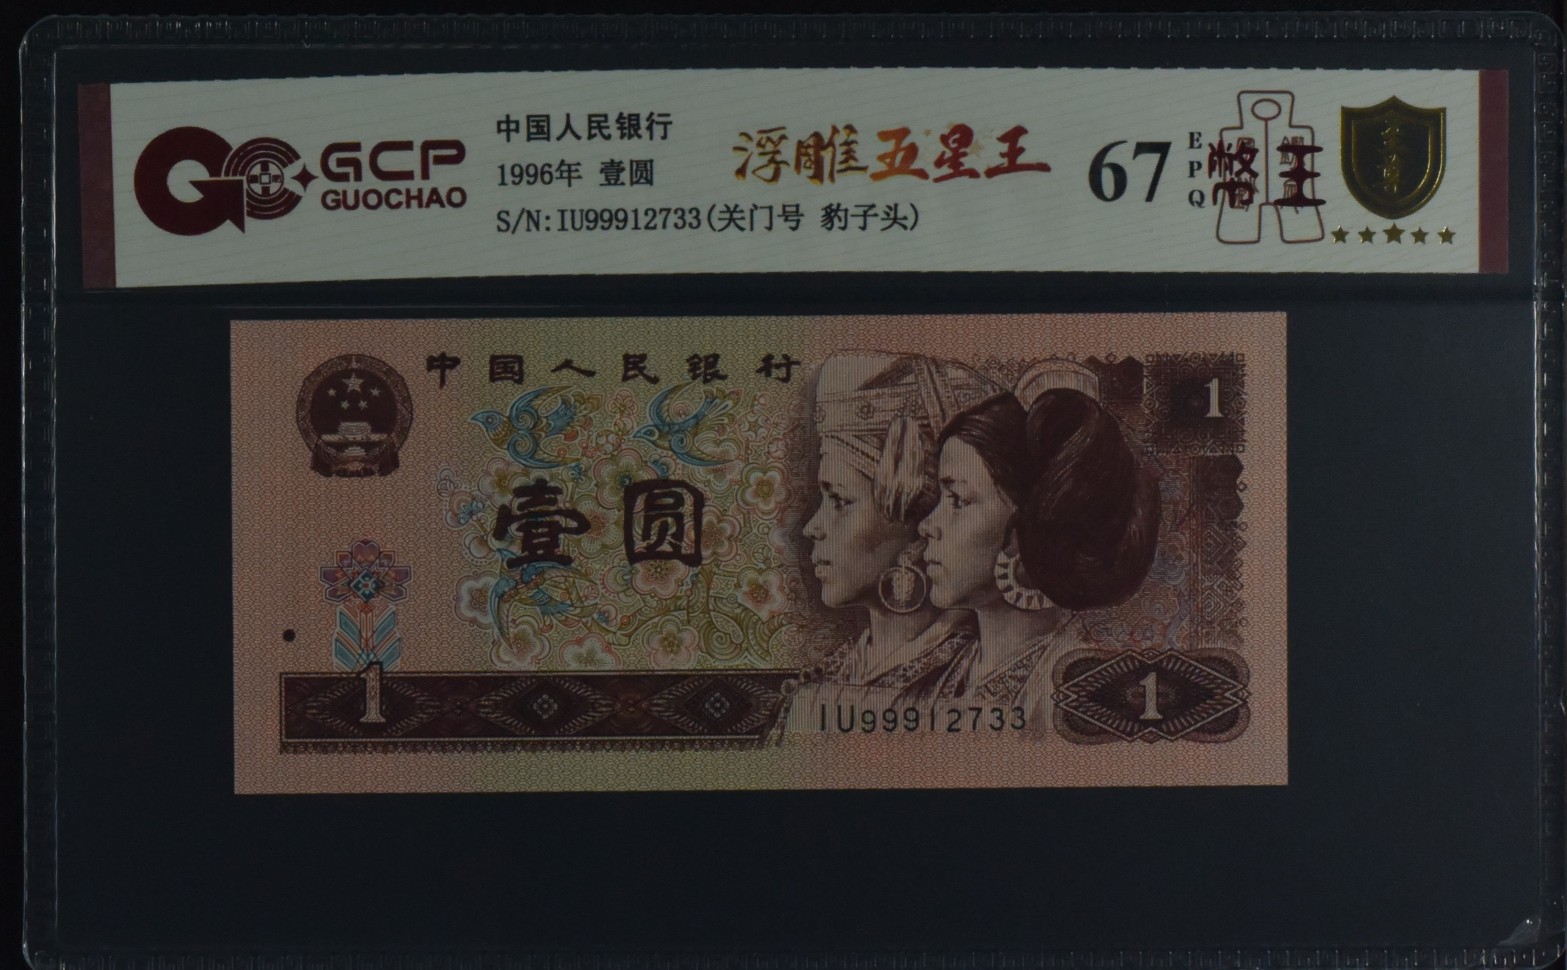 GCP
GUOCHAO
中国人民银行
1996年 壹圆
S/N:IU99912733(关门号 豹子头)
浮雕五星王
67
EPQ
中国人民银行
1
壹圆
1
IU99912733
1